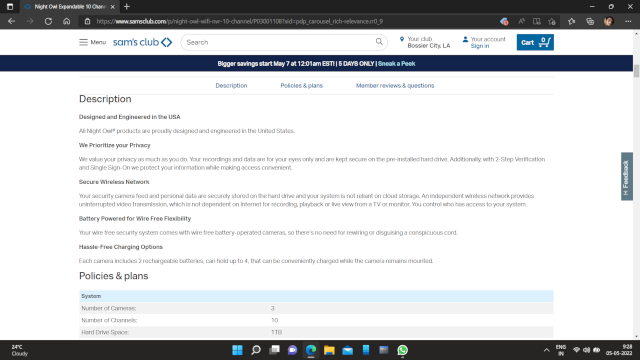 Night Owl Expandable 10 Chann
https://www.samsclub.com/p/night-owl-wifi-nvr-10-channel/P03001108?xid=pdp_carousel_rich-relevance.rr0_9
Menu
sam's club
Search
Your club
Bossier City, LA
Your account
Sign in
Cart
0
Bigger savings start May 7 at 12:01am EST! | 5 DAYS ONLY | Sneak a Peek
Description
Policies & plans
Member reviews & questions
Description
Designed and Engineered in the USA
All Night Owl® products are proudly designed and engineered in the United States.
We Prioritize your Privacy
We value your privacy as much as you do. Your recordings and data are for your eyes only and are kept secure on the pre-installed hard drive. Additionally, with 2-Step Verification
and Single Sign-On we protect your information while making access convenient.
Secure Wireless Network
Your security camera feed and personal data are securely stored on the hard drive and your system is not reliant on cloud storage. An independent wireless network provides
uninterrupted video transmission, which is not dependent on internet for recording, playback or live view from a TV or monitor. You control who has access to your system.
Battery Powered for Wire Free Flexibility
Your wire free security system comes with wire free battery-operated cameras, so there's no need for rewiring or disguising a conspicuous cord.
Hassle-Free Charging Options
Each camera includes 2 rechargeable batteries, can hold up to 4, that can be conveniently charged while the camera remains mounted.
Policies & plans
System
Number of Cameras: 3
Number of Channels: 10
Hard Drive Space: 1TB
Feedback
24°C
Cloudy
ENG
IN
9:28
05-05-2022